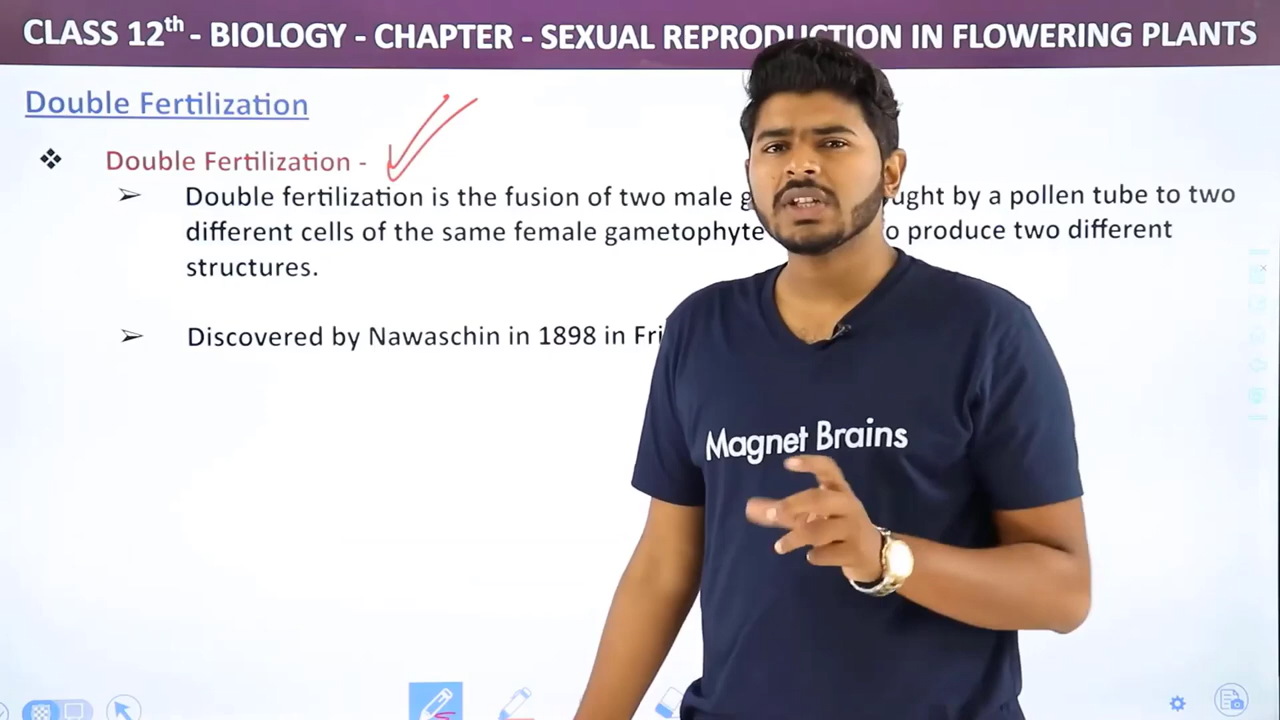 CLASS 12th - BIOLOGY - CHAPTER - SEXUAL REPRODUCTION IN FLOWERING PLANTS
Double Fertilization
Double Fertilization -
Double fertilization is the fusion of two male by a pollen tube to two
different cells of the same female gametophyte produce two different
structures.
Discovered by Nawaschin in 1898 in
Magnet Brains